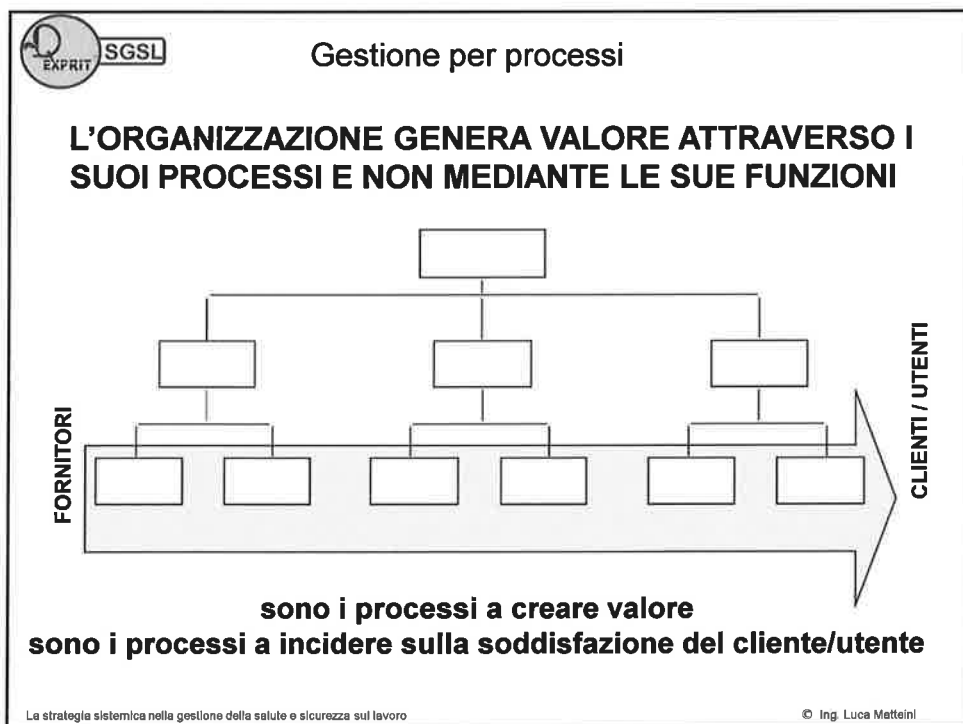 EXPRIT SGSL
Gestione per processi
L'ORGANIZZAZIONE GENERA VALORE ATTRAVERSO I
SUOI PROCESSI E NON MEDIANTE LE SUE FUNZIONI
FORNITORI
CLIENTI / UTENTI
sono i processi a creare valore
sono i processi a incidere sulla soddisfazione del cliente/utente
La strategia sistemica nella gestione della salute e sicurezza sul lavoro
© Ing. Luca Matteini